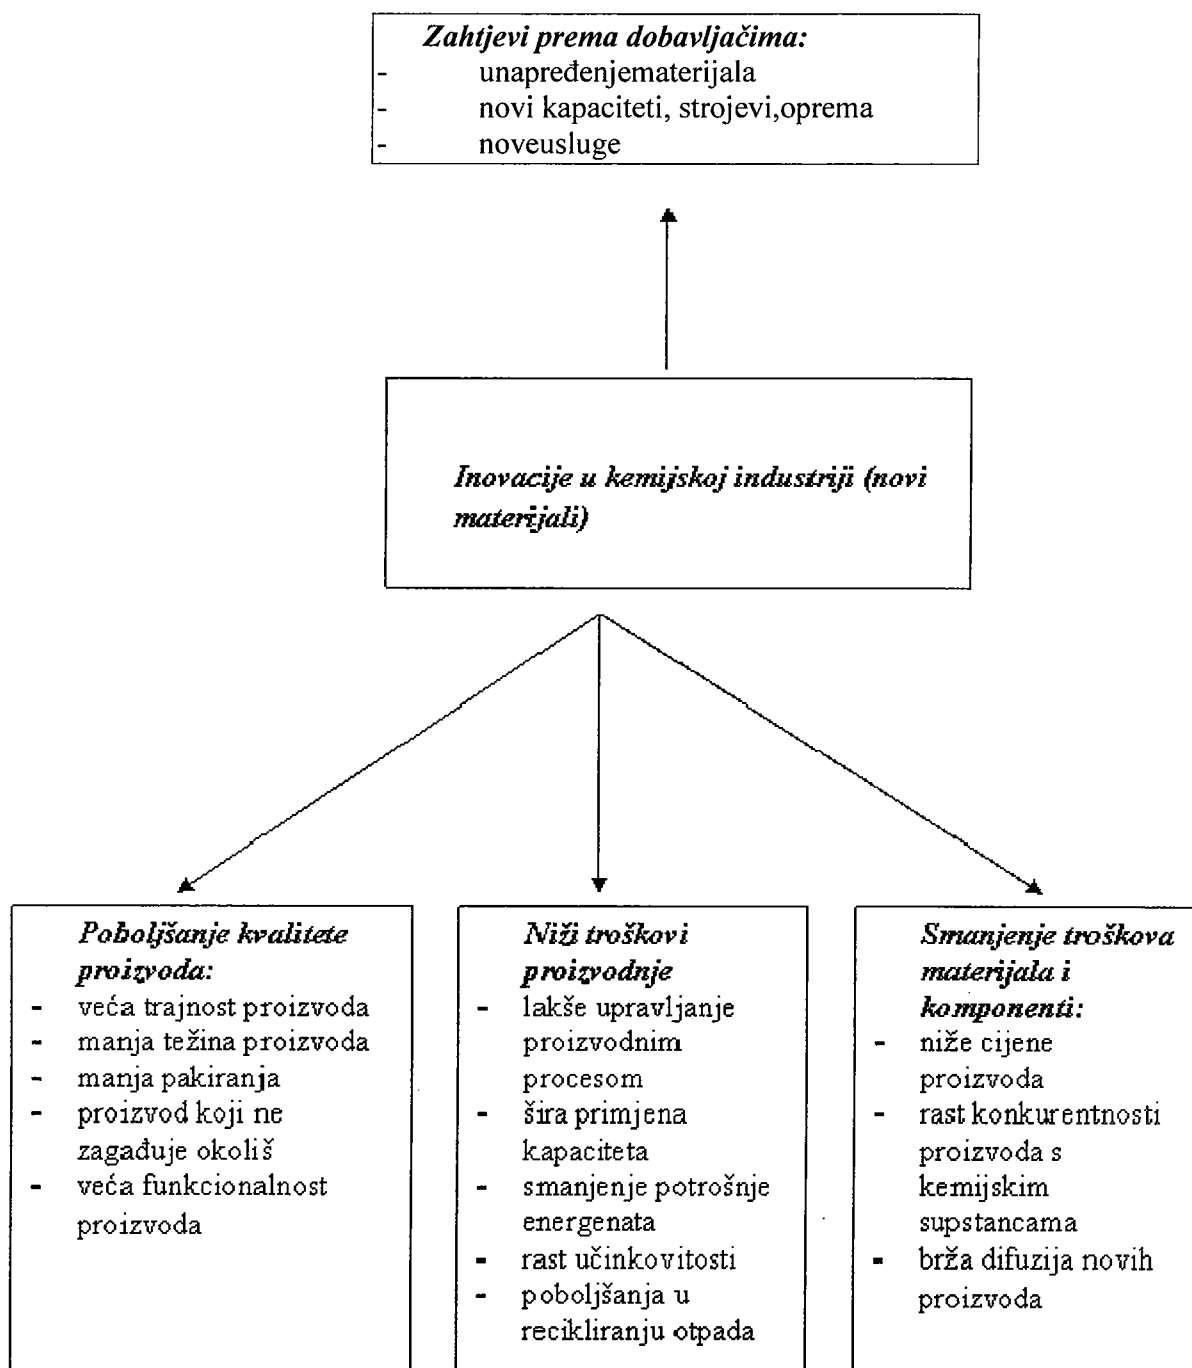 Zahtjevi prema dobavljačima:
- unapređenjematerijala
- novi kapaciteti, strojevi,oprema
- noveusluge
Inovacije u kemijskoj industriji (novi
materijali)
Poboljšanje kvalitete
proizvoda:
- veća trajnost proizvoda
- manja težina proizvoda
- manja pakiranja
- proizvod koji ne
zagađuje okoliš
- veća funkcionalnost
proizvoda
Niži troškovi
proizvodnje
- lakše upravljanje
proizvodnim
procesom
- šira primjena
kapaciteta
- smanjenje potrošnje
energenata
- rast učinkovitosti
- poboljšanja u
recikliranju otpada
Smanjenje troškova
materijala i
komponenti:
- niže cijene
proizvoda
- rast konkurentnosti
proizvoda s
kemijskim
supstancama
- brža difuzija novih
proizvoda